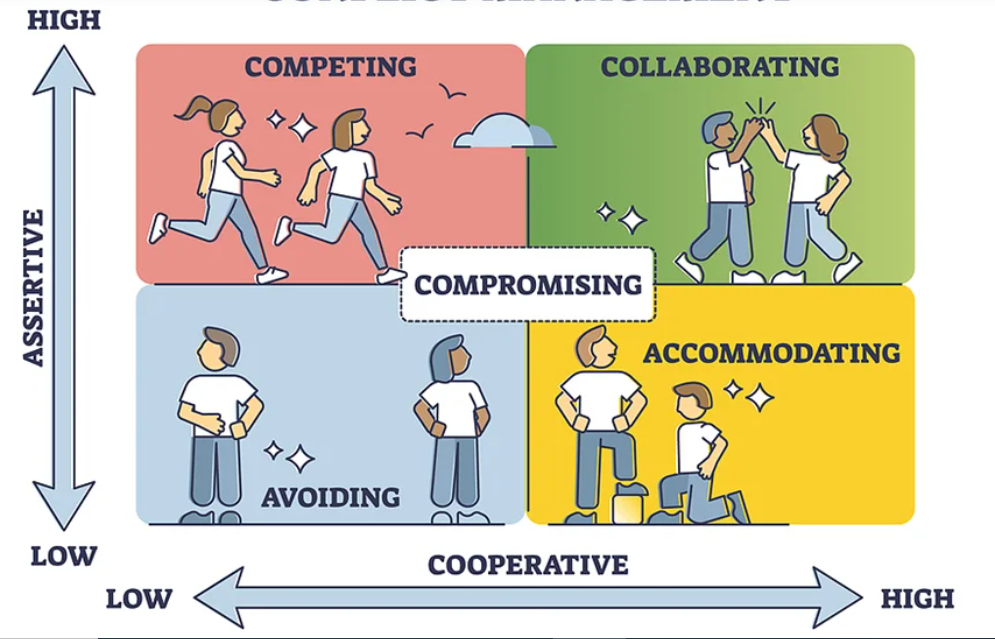 HIGH
COMPETING
COLLABORATING
ASSERTIVE
COMPROMISING
ACCOMMODATING
AVOIDING
LOW
COOPERATIVE
LOW
HIGH